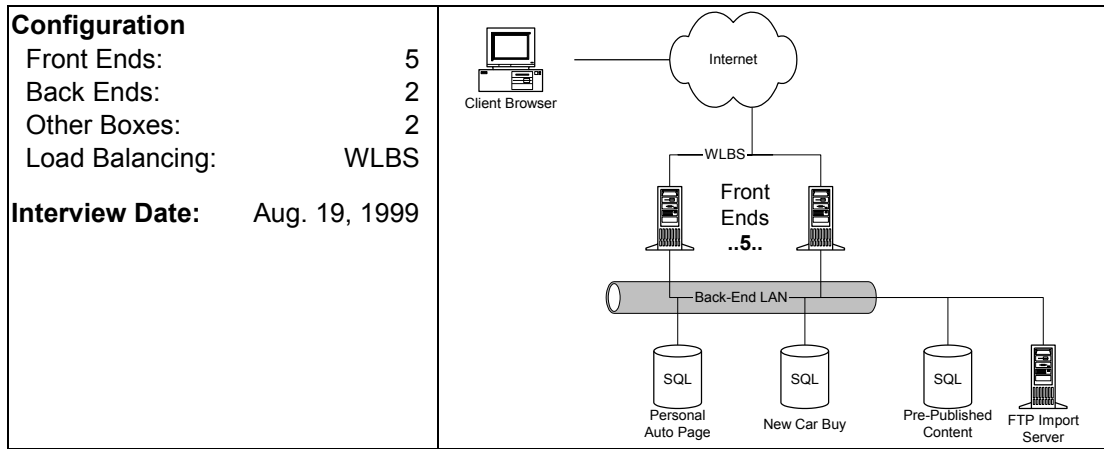 Configuration
Front Ends: 5
Back Ends: 2
Other Boxes: 2
Load Balancing: WLBS
Interview Date: Aug. 19, 1999
Internet
Client Browser
WLBS
Front
Ends
..5..
Back-End LAN
SQL
SQL
SQL
Personal
Auto Page
New Car Buy
Pre-Published
Content
FTP Import
Server